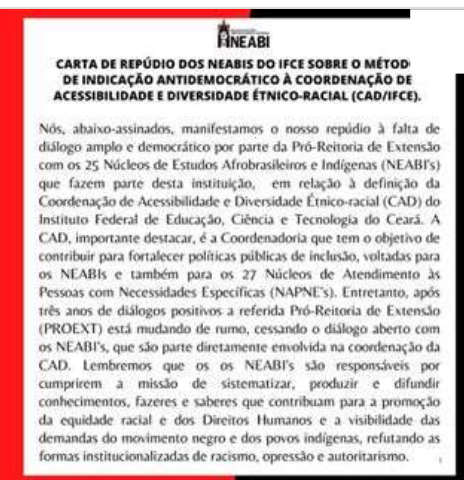 NEABI
CARTA DE REPÚDIO DOS NEABIS DO IFCE SOBRE O MÉTOD
DE INDICAÇÃO ANTIDEMOCRÁTICO À COORDENAÇÃO DE
ACESSIBILIDADE E DIVERSIDADE ÉTNICO-RACIAL (CAD/IFCE).
Nós, abaixo-assinados, manifestamos o nosso repúdio à falta de
diálogo amplo e democrático por parte da Pró-Reitoria de Extensão
com os 25 Núcleos de Estudos Afrobrasileiros e Indígenas (NEABI's)
que fazem parte desta instituição, em relação à definição da
Coordenação de Acessibilidade e Diversidade Étnico-racial (CAD) do
Instituto Federal de Educação, Ciência e Tecnologia do Ceará. A
CAD, importante destacar, é a Coordenadoria que tem o objetivo de
contribuir para fortalecer políticas públicas de inclusão, voltadas para
os NEABIs e também para os 27 Núcleos de Atendimento às
Pessoas com Necessidades Específicas (NAPNE's). Entretanto, após
três anos de diálogos positivos a referida Pró-Reitoria de Extensão
(PROEXT) está mudando de rumo, cessando o diálogo aberto com
os NEABI's, que são parte diretamente envolvida na coordenação da
CAD. Lembremos que os os NEABI's são responsáveis por
cumprirem a missão de sistematizar, produzir e difundir
conhecimentos, fazeres e saberes que contribuam para a promoção
da equidade racial e dos Direitos Humanos e a visibilidade das
demandas do movimento negro e dos povos indígenas, refutando as
formas institucionalizadas de racismo, opressão e autoritarismo.